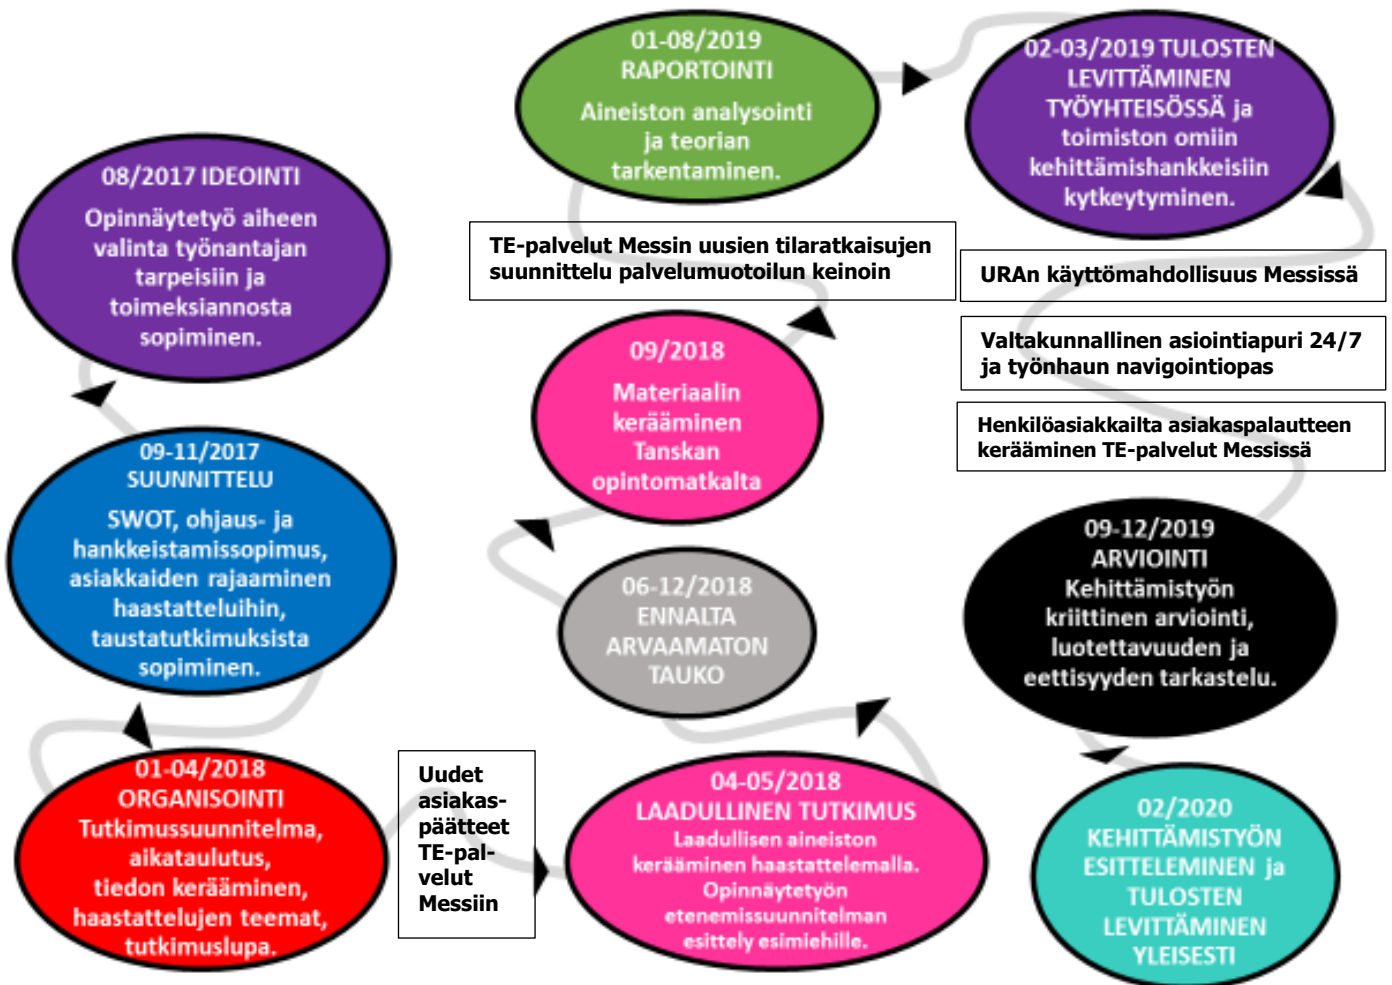 08/2017 IDEOINTI
Opinnäytetyö aiheen
valinta työnantajan
tarpeisiin ja
toimeksiannosta
sopiminen.
09-11/2017
SUUNNITTELU
SWOT, ohjaus- ja
hankkeistamissopimus,
asiakkaiden rajaaminen
haastatteluihin,
taustatutkimuksista
sopiminen.
01-04/2018
ORGANISOINTI
Tutkimussuunnitelma,
aikataulutus,
tiedon kerääminen,
haastattelujen teemat,
tutkimuslupa.
Uudet
asiakas-
päätteet
TE-pal-
velut
Messiin
04-05/2018
LAADULLINEN TUTKIMUS
Laadullisen aineiston
kerääminen haastattelemalla.
Opinnäytetyön
etenemissuunnitelman
esittely esimiehille.
06-12/2018
ENNALTA
ARVAAMATON
TAUKO
09/2018
Materiaalin
kerääminen
Tanskan
opintomatkalta
TE-palvelut Messin uusien tilaratkaisujen
suunnittelu palvelumuotoilun keinoin
01-08/2019
RAPORTOINTI
Aineiston analysointi
ja teorian
tarkentaminen.
02-03/2019 TULOSTEN
LEVITTÄMINEN
TYÖYHTEISÖSSÄ ja
toimiston omiin
kehittämishankkeisiin
kytkeytyminen.
URAn käyttömahdollisuus Messissä
Valtakunnallinen asiointiapuri 24/7
ja työnhaun navigointiopas
Henkilöasiakkailta asiakaspalautteen
kerääminen TE-palvelut Messissä
09-12/2019
ARVIOINTI
Kehittämistyön
kriittinen arviointi,
luotettavuuden ja
eettisyyden tarkastelu.
02/2020
KEHITTÄMISTYÖN
ESITTELEMINEN ja
TULOSTEN
LEVITTÄMINEN
YLEISESTI